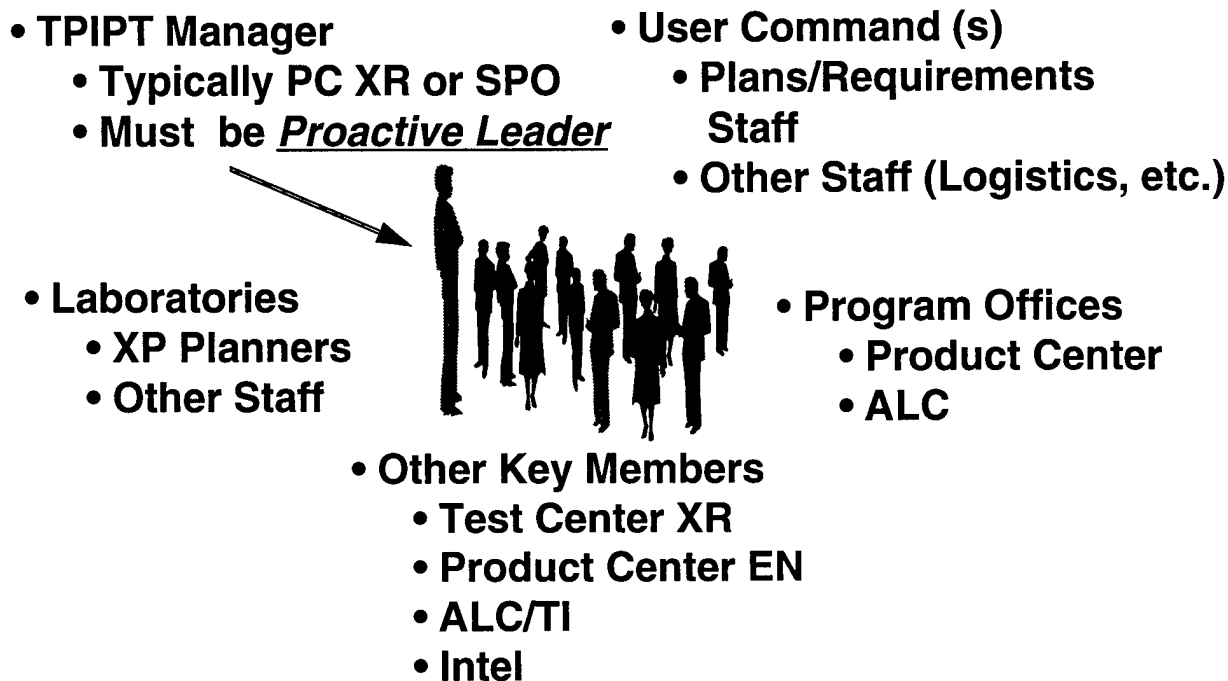 • TPIPT Manager
• Typically PC XR or SPO
• Must be Proactive Leader
• User Command (s)
• Plans/Requirements
Staff
• Other Staff (Logistics, etc.)
• Laboratories
• XP Planners
• Other Staff
• Program Offices
• Product Center
• ALC
• Other Key Members
• Test Center XR
• Product Center EN
• ALC/TI
• Intel